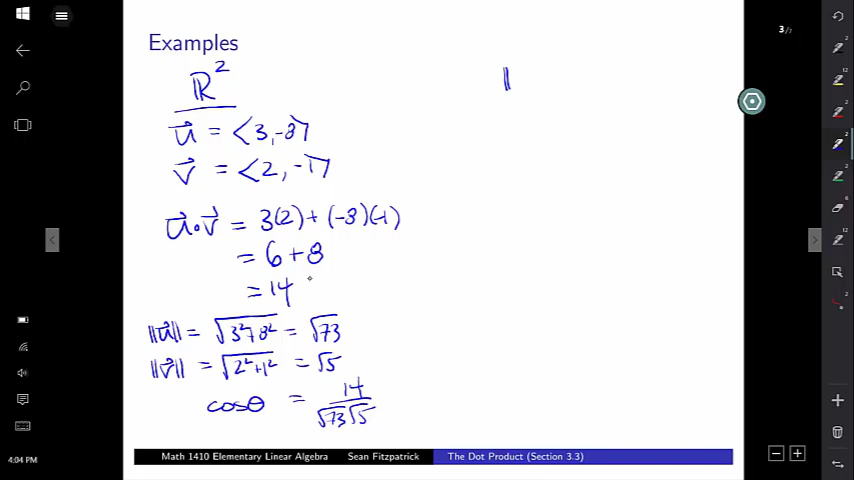 Examples
3/7
ℝ²
u⃗ = <3,-8>
v⃗ = <2,-1>
u⃗·v⃗ = 3(2)+(-8)(-1)
= 6+8
= 14
||u⃗|| = √3²+8² = √73
||v⃗|| = √2²+1² = √5
cosθ = 14/√73√5
||
4:04 PM
Math 1410 Elementary Linear Algebra Sean Fitzpatrick The Dot Product (Section 3.3)